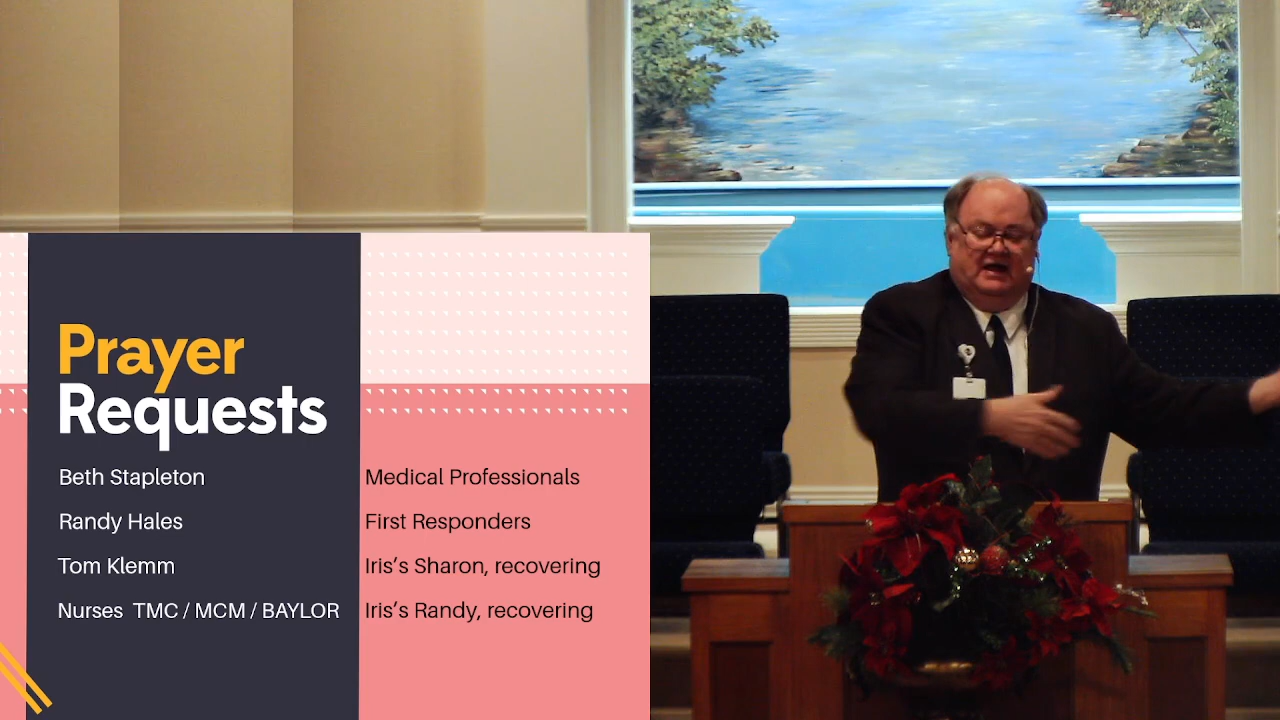 Prayer
Requests
Beth Stapleton
Randy Hales
Tom Klemm
Nurses TMC / MCM / BAYLOR
Medical Professionals
First Responders
Iris’s Sharon, recovering
Iris’s Randy, recovering